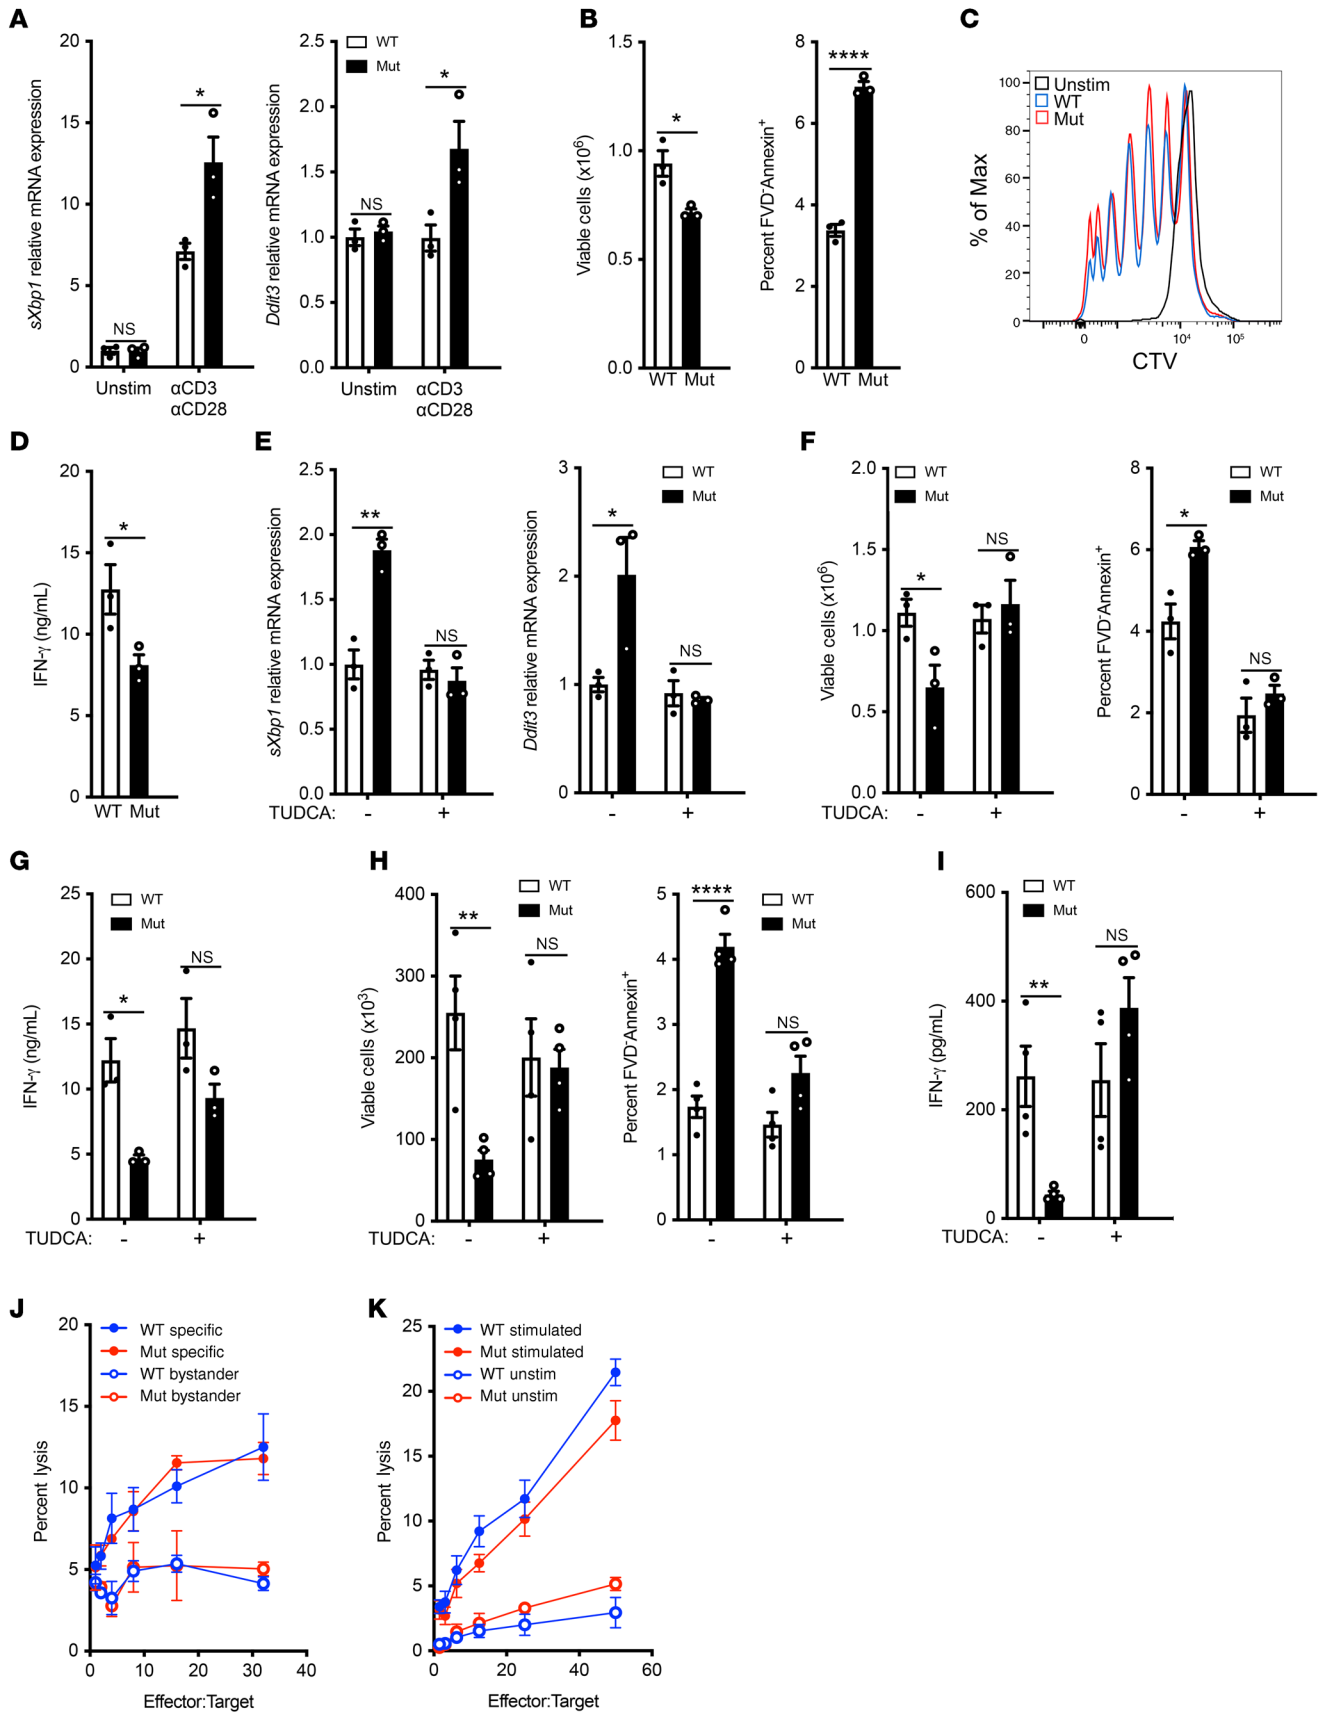 A
sXbp1 relative mRNA expression
20
15
10
5
0
NS
*
Unstim
αCD3
αCD28
Ddit3 relative mRNA expression
2.5
2.0
1.5
1.0
0.5
0.0
WT
Mut
NS
*
Unstim
αCD3
αCD28
B
Viable cells (x10⁶)
1.5
1.0
0.5
0.0
*
WT Mut
Percent FVD⁻Annexin⁺
8
6
4
2
0
****
WT Mut
C
% of Max
100
80
60
40
20
0
Unstim
WT
Mut
0
10⁴
10⁵
CTV
D
IFN-γ (ng/mL)
20
15
10
5
0
*
WT Mut
E
sXbp1 relative mRNA expression
2.5
2.0
1.5
1.0
0.5
0.0
**
NS
TUDCA: - +
Ddit3 relative mRNA expression
3
2
1
0
WT
Mut
*
NS
- +
F
Viable cells (x10⁶)
2.0
1.5
1.0
0.5
0.0
WT
Mut
*
NS
TUDCA: - +
Percent FVD⁻Annexin⁺
8
6
4
2
0
WT
Mut
*
NS
- +
G
IFN-γ (ng/mL)
25
20
15
10
5
0
WT
Mut
*
NS
TUDCA: - +
H
Viable cells (x10³)
400
300
200
100
0
WT
Mut
**
NS
TUDCA: - +
Percent FVD⁻Annexin⁺
5
4
3
2
1
0
WT
Mut
****
NS
- +
I
IFN-γ (pg/mL)
600
400
200
0
WT
Mut
**
NS
TUDCA: - +
J
Percent lysis
20
15
10
5
0
WT specific
Mut specific
WT bystander
Mut bystander
0 10 20 30 40
Effector:Target
K
Percent lysis
25
20
15
10
5
0
WT stimulated
Mut stimulated
WT unstim
Mut unstim
0 20 40 60
Effector:Target